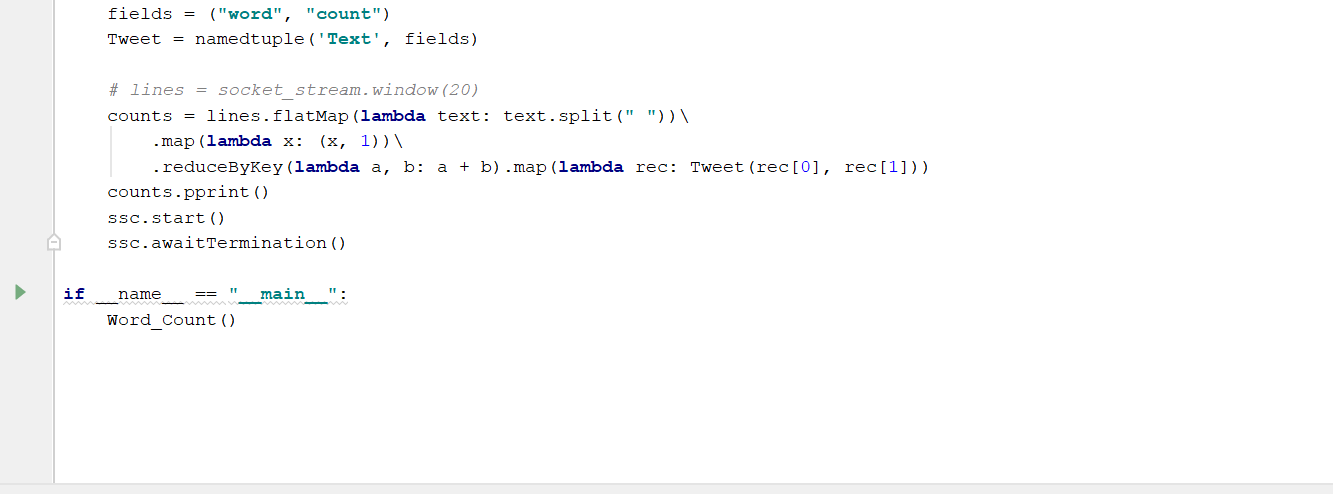 fields = ("word", "count")
Tweet = namedtuple('Text', fields)
# lines = socket_stream.window(20)
counts = lines.flatMap(lambda text: text.split(" "))\
.map(lambda x: (x, 1))\
.reduceByKey(lambda a, b: a + b).map(lambda rec: Tweet(rec[0], rec[1]))
counts.pprint()
ssc.start()
ssc.awaitTermination()
if __name__ == "__main__":
Word_Count()